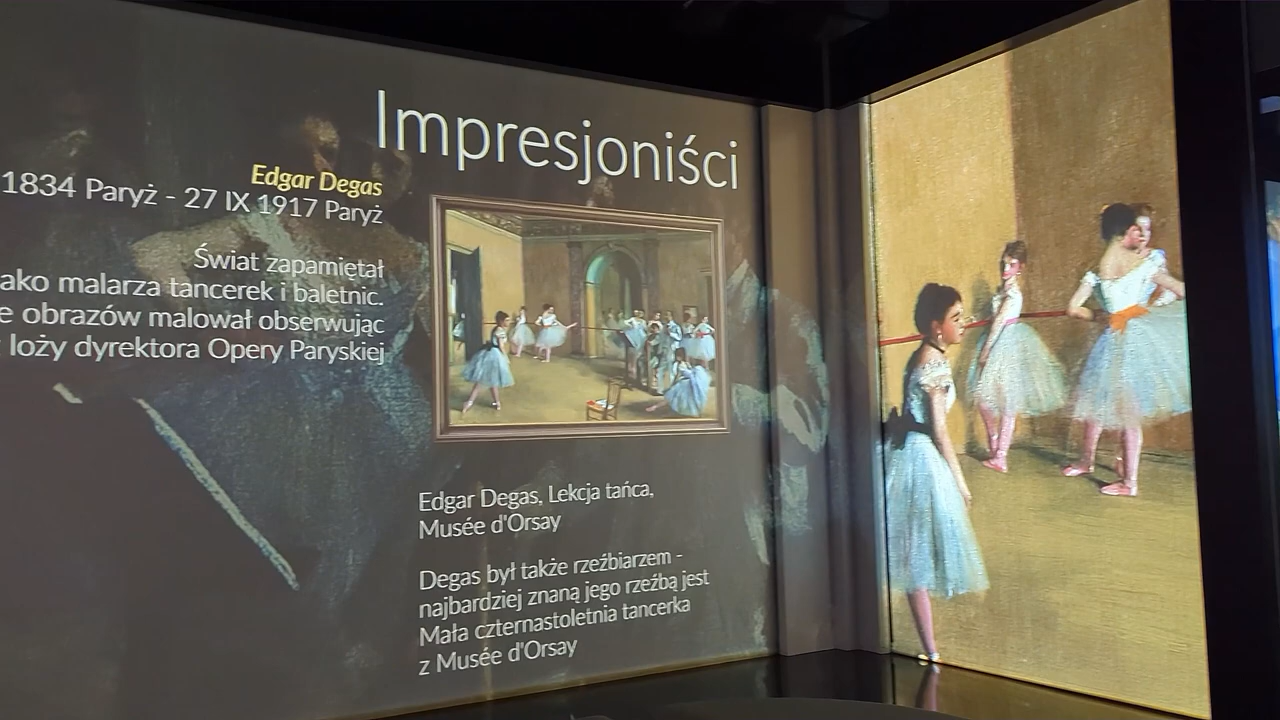 Impresjoniści
Edgar Degas
1834 Paryż - 27 IX 1917 Paryż
Świat zapamiętał
malarza tancerek i baletnic.
obrazów malował obserwując
loży dyrektora Opery Paryskiej
Edgar Degas, Lekcja tańca,
Musée d'Orsay
Degas był także rzeźbiarzem -
najbardziej znaną jego rzeźbą jest
Mała czternastoletnia tancerka
z Musée d'Orsay